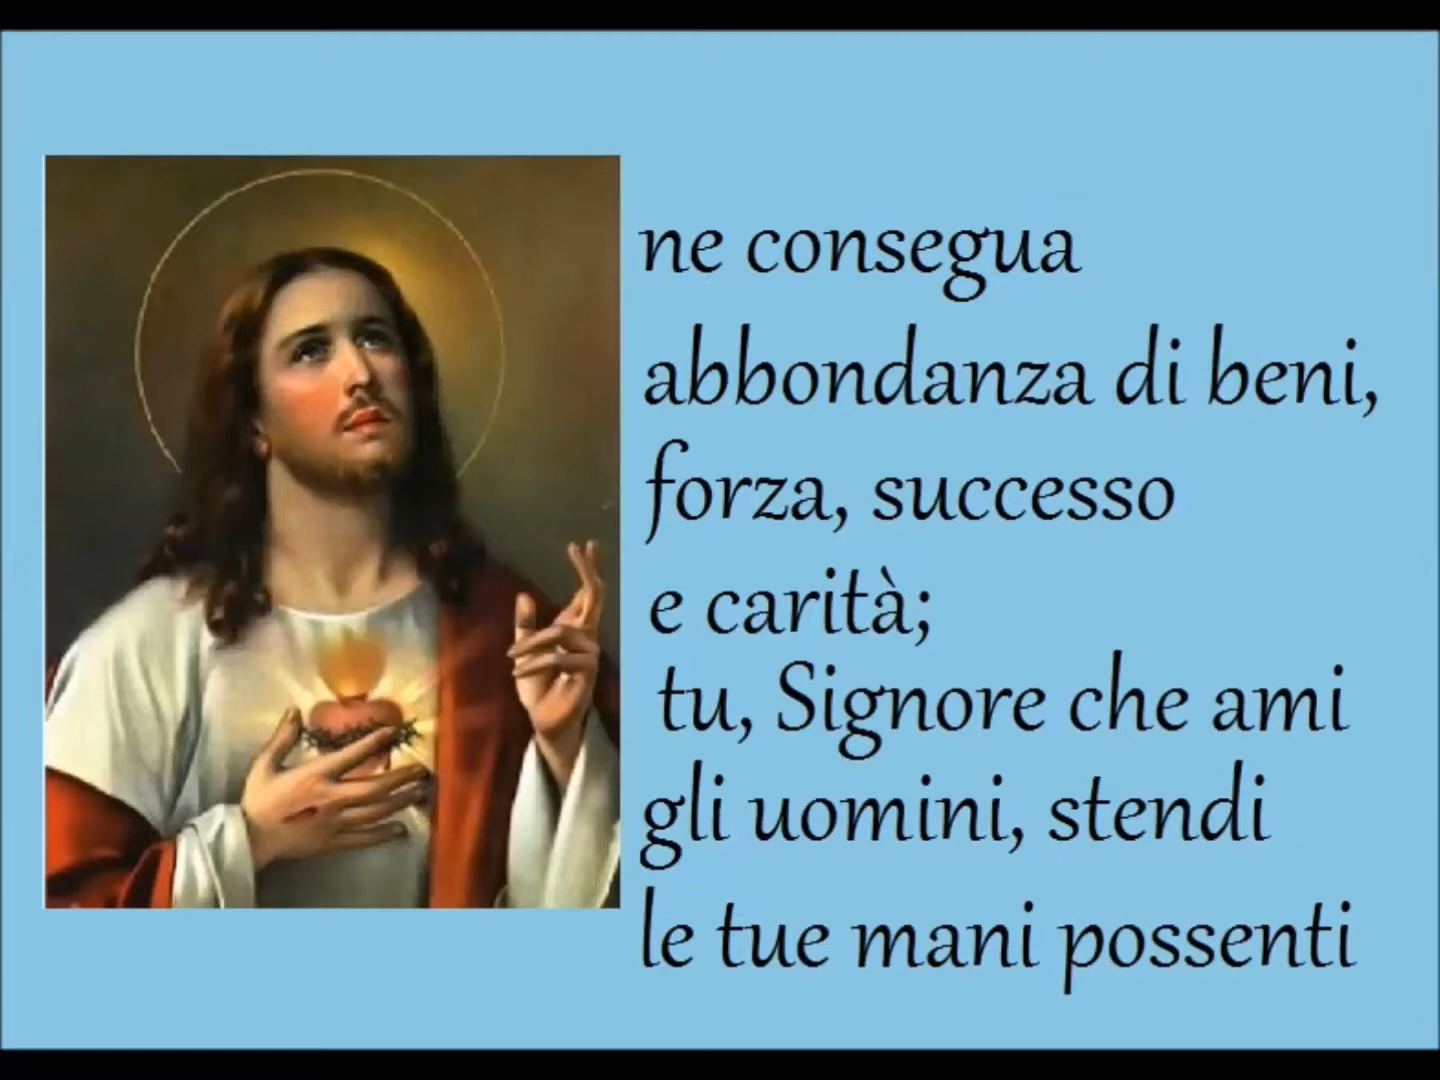 ne consegua
abbondanza di beni,
forza, successo
e carità;
tu, Signore che ami
gli uomini, stendi
le tue mani possenti